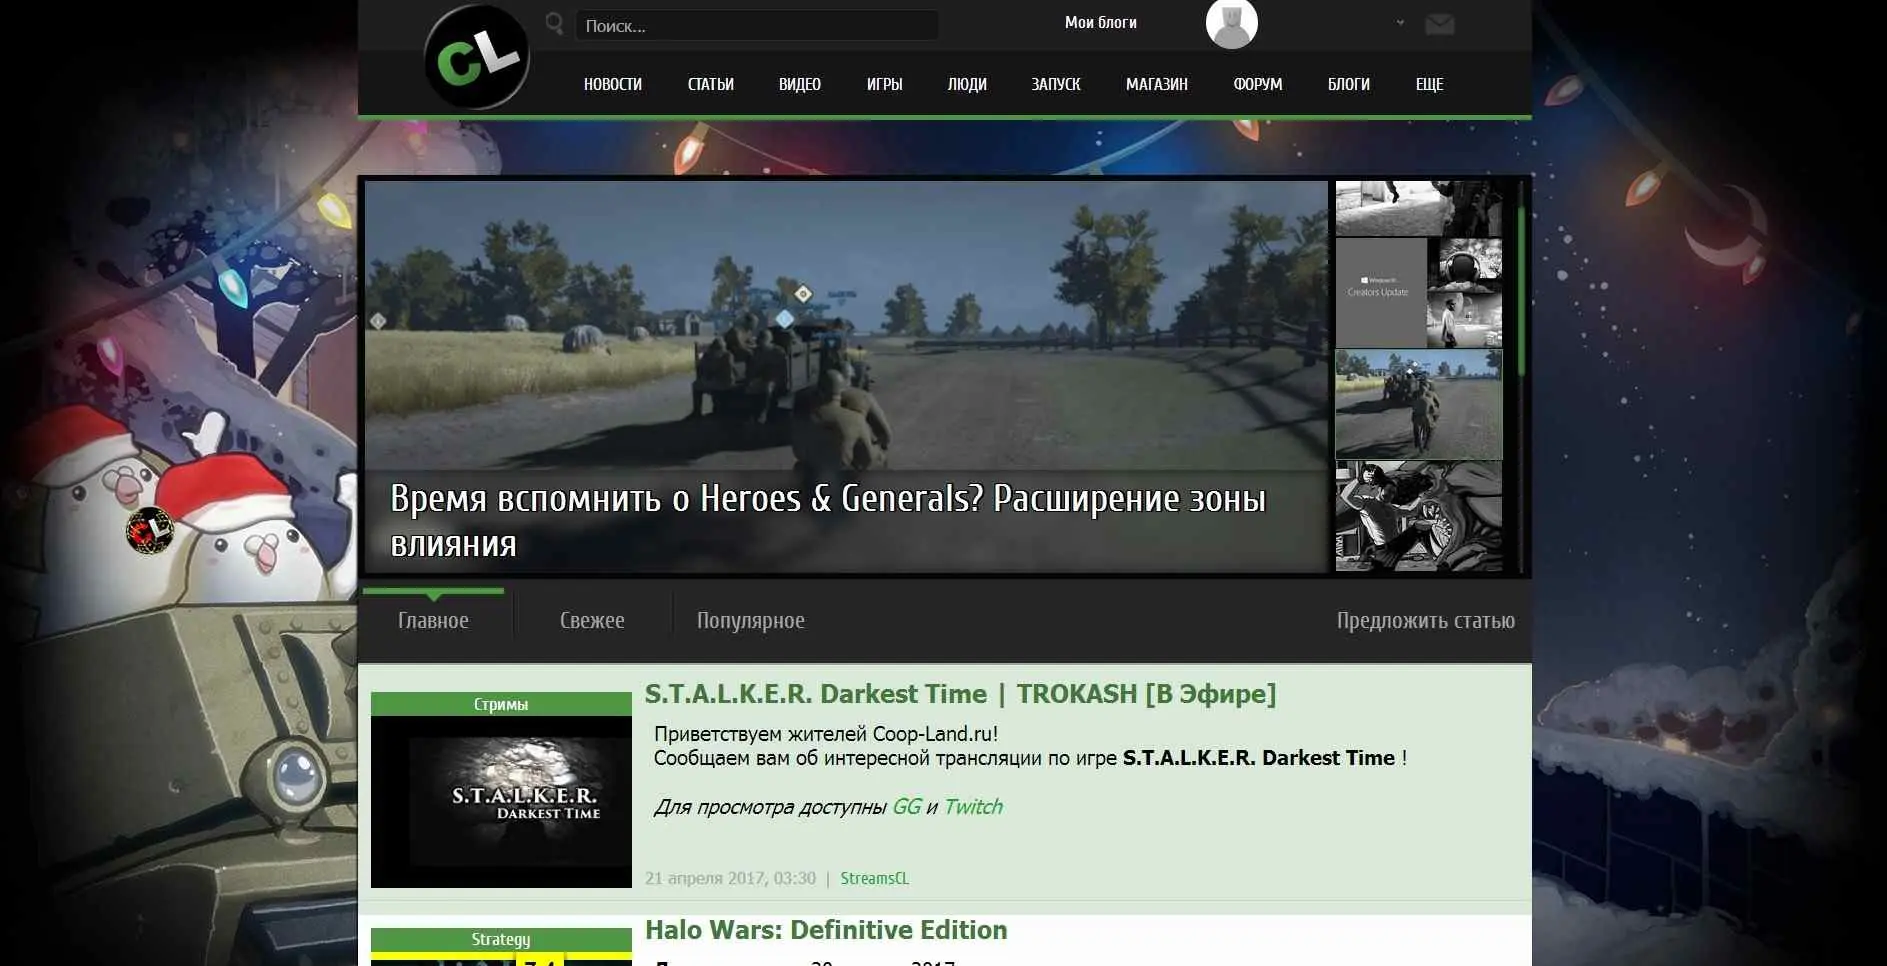 CL
Поиск...
Мои блоги
НОВОСТИ СТАТЬИ ВИДЕО ИГРЫ ЛЮДИ ЗАПУСК МАГАЗИН ФОРУМ БЛОГИ ЕЩЕ
Creators Update
Время вспомнить о Heroes & Generals? Расширение зоны
влияния
Главное Свежее Популярное Предложить статью
Стримы
S.T.A.L.K.E.R.
DARKEST TIME
S.T.A.L.K.E.R. Darkest Time | TROKASH [В Эфире]
Приветствуем жителей Coop-Land.ru!
Сообщаем вам об интересной трансляции по игре S.T.A.L.K.E.R. Darkest Time !
Для просмотра доступны GG и Twitch
21 апреля 2017, 03:30 | StreamsCL
Strategy
Halo Wars: Definitive Edition